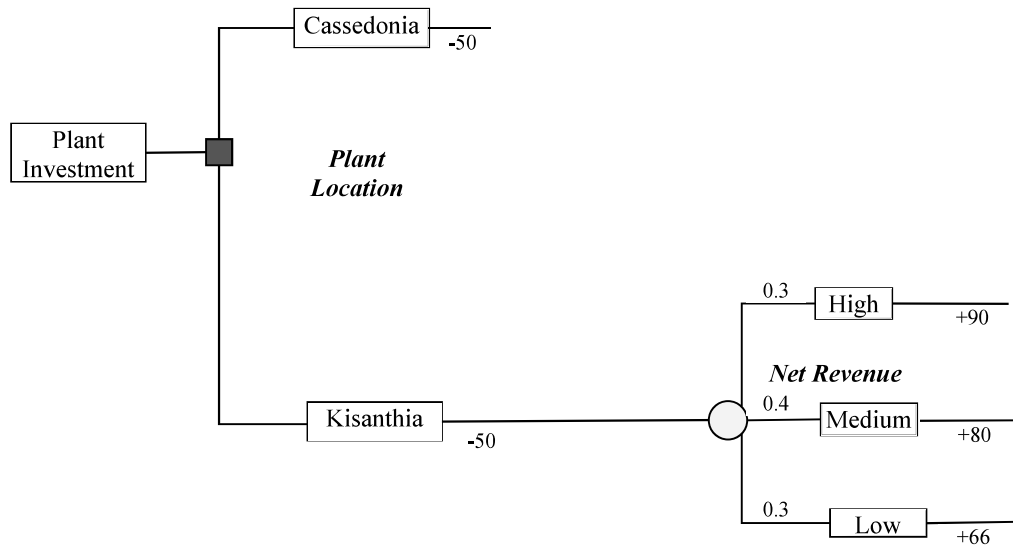 Cassedonia
-50
Plant
Investment
Plant
Location
0.3
High
+90
Net Revenue
0.4
Kisanthia
-50
Medium
+80
0.3
Low
+66